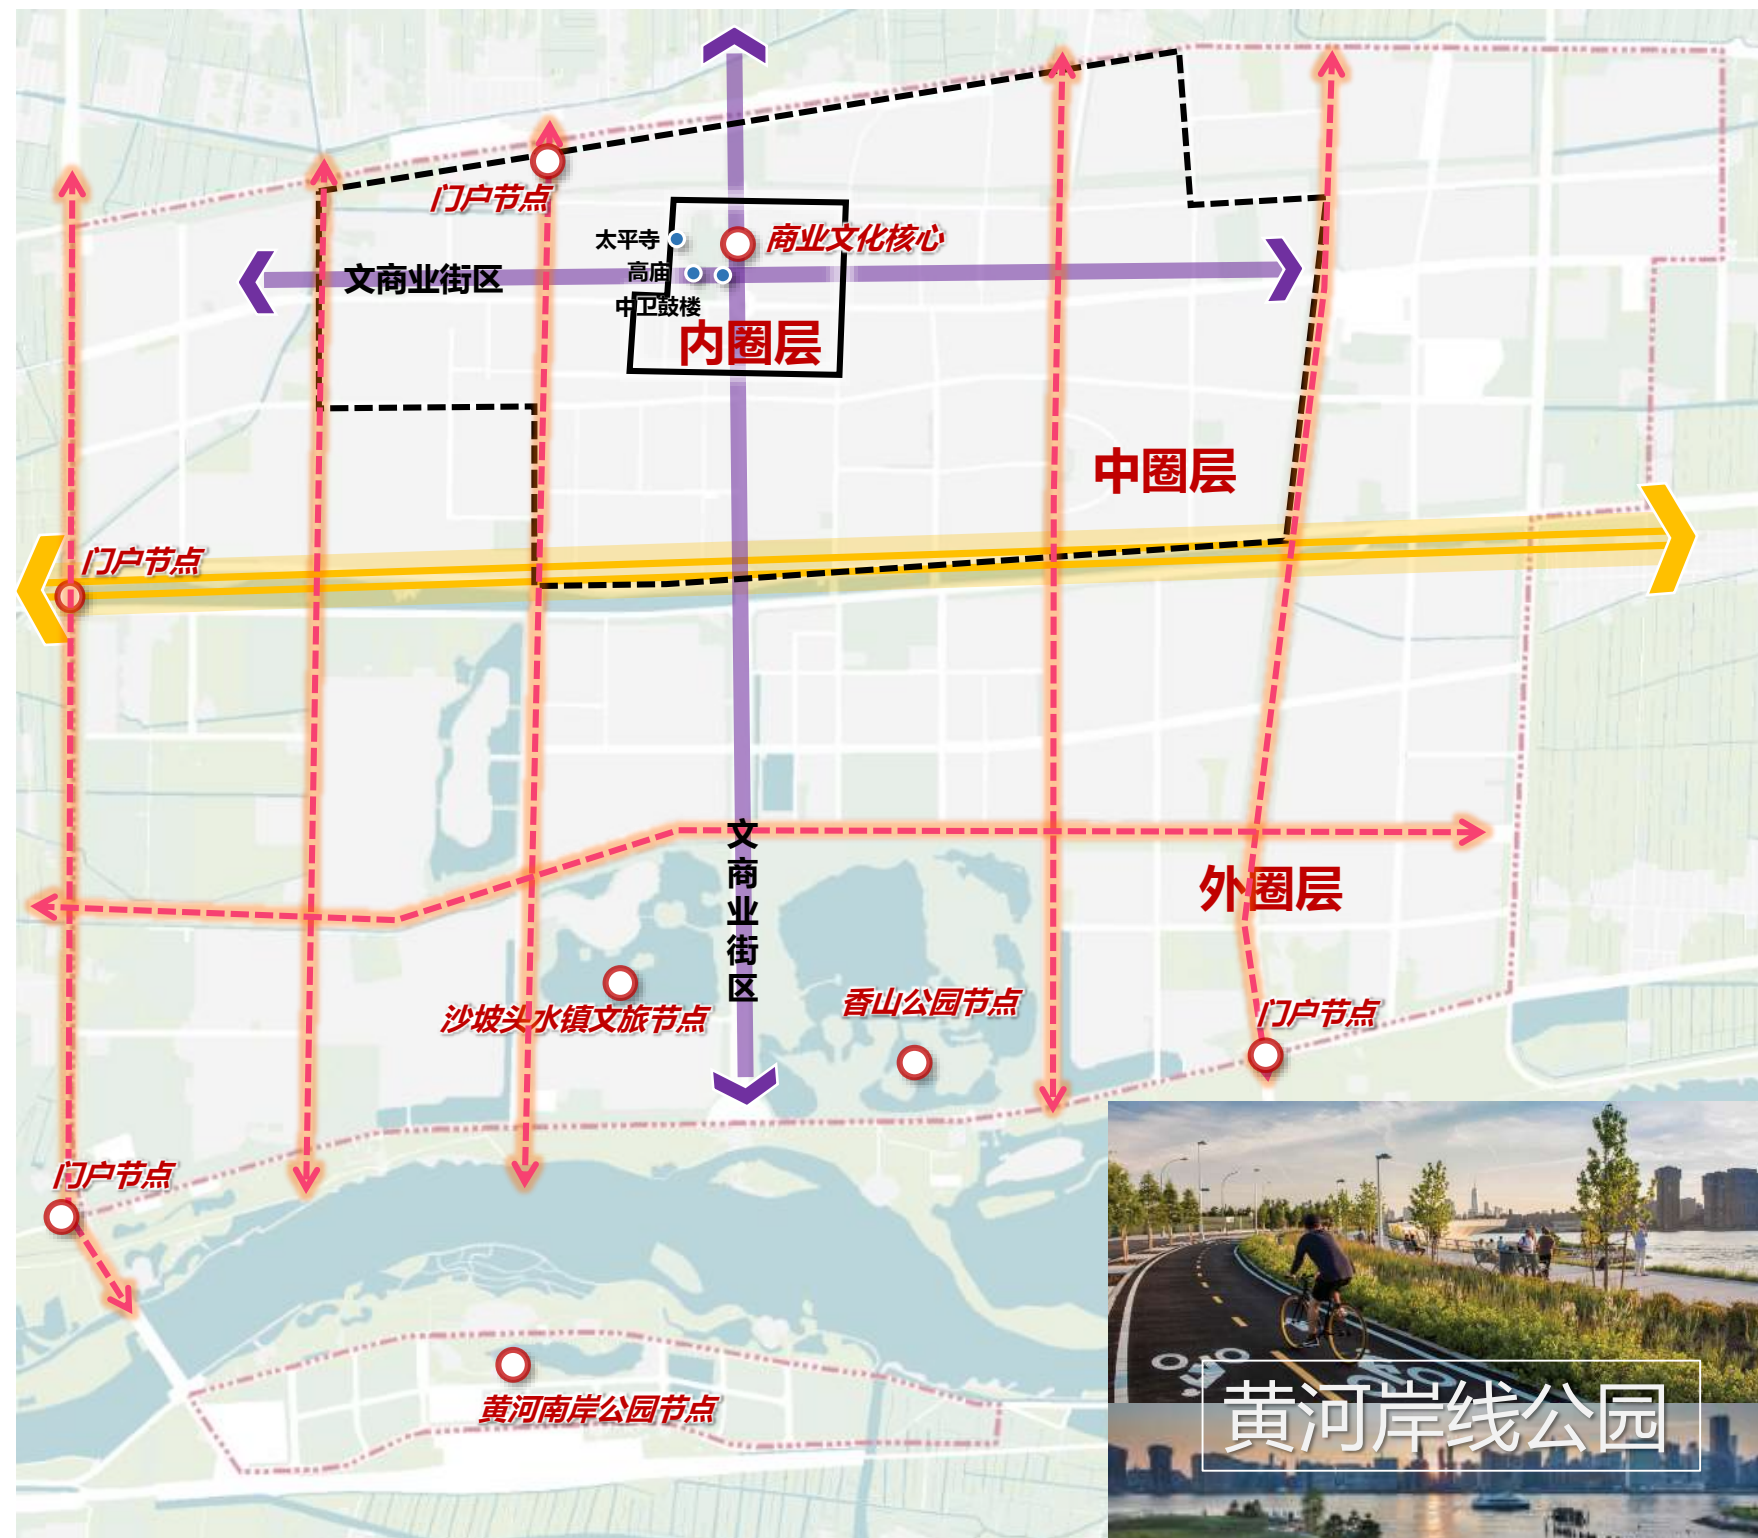 门户节点
太平寺
商业文化核心
高庙
文商业街区
中卫鼓楼
内圈层
中圈层
门户节点
文商业街区
外圈层
沙坡头水镇文旅节点
香山公园节点
门户节点
门户节点
黄河南岸公园节点
黄河岸线公园